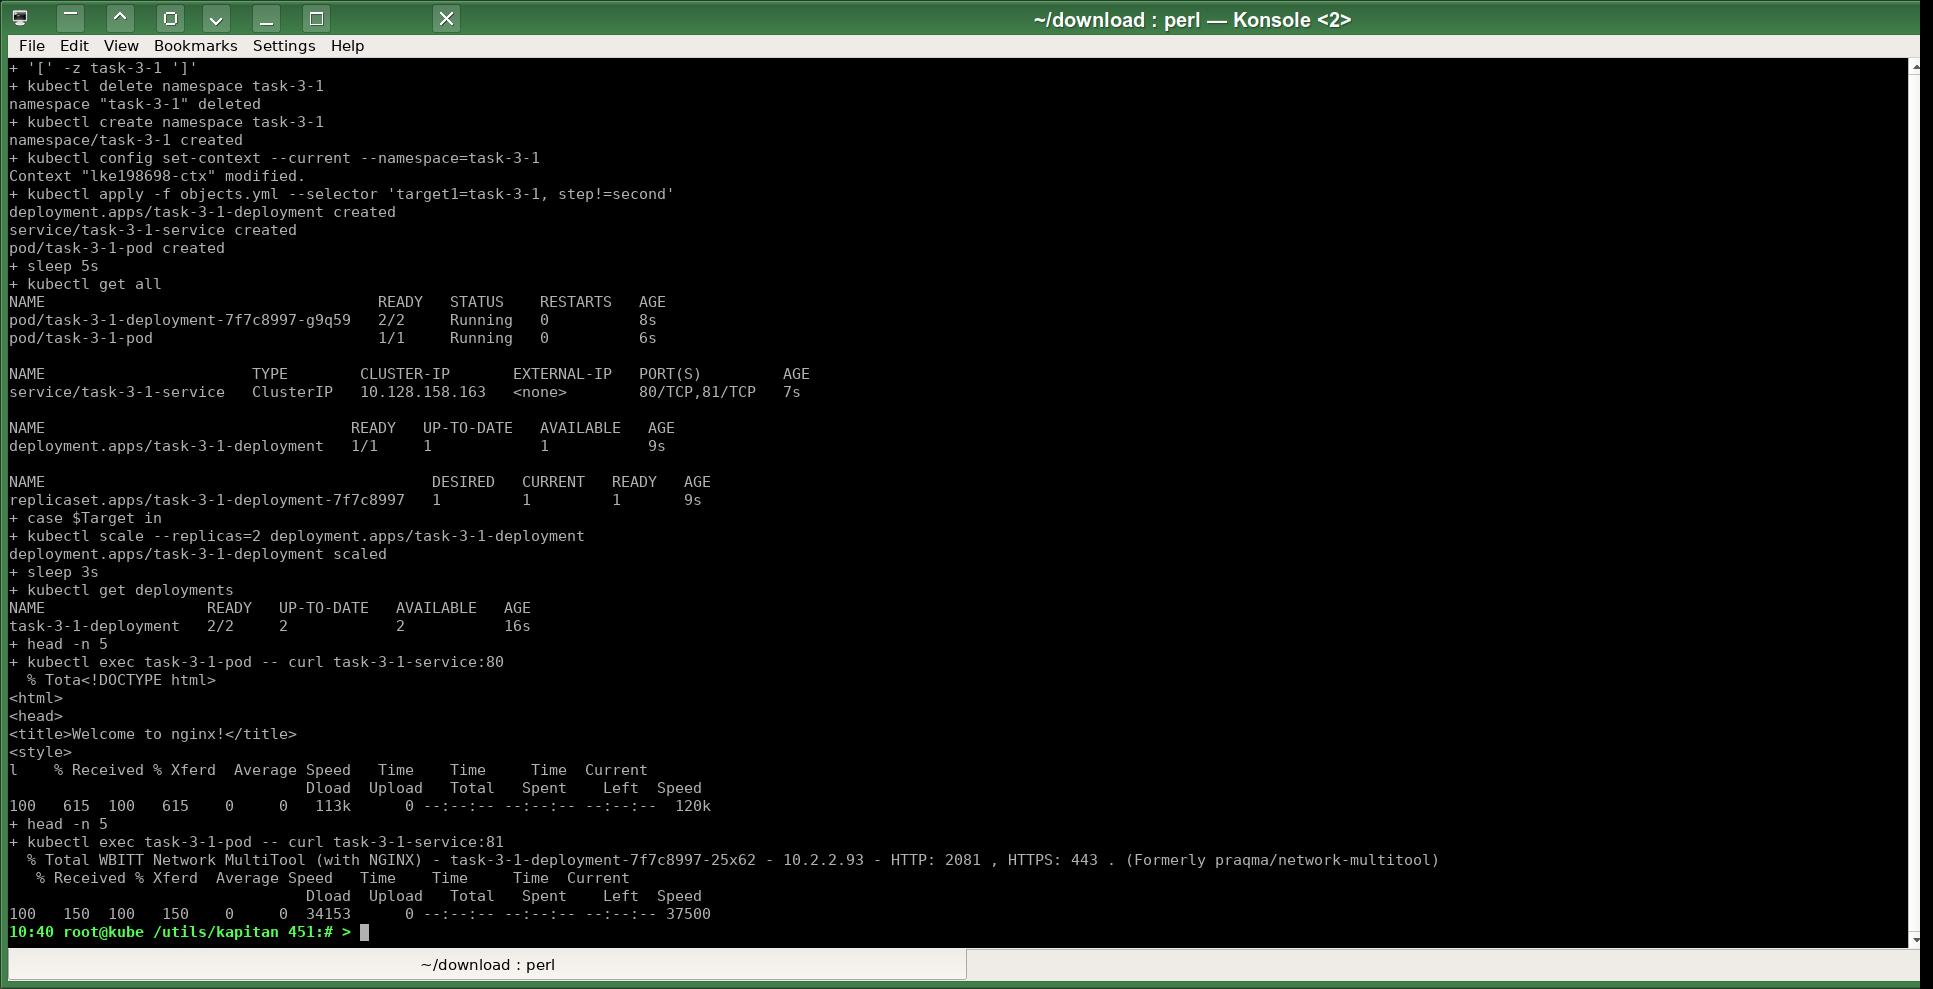 ~/download : perl — Konsole <2>
File Edit View Bookmarks Settings Help
+ '[' -z task-3-1 ']'
+ kubectl delete namespace task-3-1
namespace "task-3-1" deleted
+ kubectl create namespace task-3-1
namespace/task-3-1 created
+ kubectl config set-context --current --namespace=task-3-1
Context "lke198698-ctx" modified.
+ kubectl apply -f objects.yml --selector 'target1=task-3-1, step!=second'
deployment.apps/task-3-1-deployment created
service/task-3-1-service created
pod/task-3-1-pod created
+ sleep 5s
+ kubectl get all
NAME                                     READY   STATUS    RESTARTS   AGE
pod/task-3-1-deployment-7f7c8997-g9q59   2/2     Running   0          8s
pod/task-3-1-pod                         1/1     Running   0          6s

NAME                       TYPE        CLUSTER-IP       EXTERNAL-IP   PORT(S)         AGE
service/task-3-1-service   ClusterIP   10.128.158.163   <none>        80/TCP,81/TCP   7s

NAME                                  READY   UP-TO-DATE   AVAILABLE   AGE
deployment.apps/task-3-1-deployment   1/1     1            1           9s

NAME                                           DESIRED   CURRENT   READY   AGE
replicaset.apps/task-3-1-deployment-7f7c8997   1         1         1       9s
+ case $Target in
+ kubectl scale --replicas=2 deployment.apps/task-3-1-deployment
deployment.apps/task-3-1-deployment scaled
+ sleep 3s
+ kubectl get deployments
NAME                  READY   UP-TO-DATE   AVAILABLE   AGE
task-3-1-deployment   2/2     2            2           16s
+ head -n 5
+ kubectl exec task-3-1-pod -- curl task-3-1-service:80
  % Tota<!DOCTYPE html>
<html>
<head>
<title>Welcome to nginx!</title>
<style>
l    % Received % Xferd  Average Speed   Time    Time     Time  Current
                                 Dload  Upload   Total   Spent    Left  Speed
100   615  100   615    0     0   113k      0 --:--:-- --:--:-- --:--:--  120k
+ head -n 5
+ kubectl exec task-3-1-pod -- curl task-3-1-service:81
  % Total WBITT Network MultiTool (with NGINX) - task-3-1-deployment-7f7c8997-25x62 - 10.2.2.93 - HTTP: 2081 , HTTPS: 443 . (Formerly praqma/network-multitool)
   % Received % Xferd  Average Speed   Time    Time     Time  Current
                                 Dload  Upload   Total   Spent    Left  Speed
100   150  100   150    0     0  34153      0 --:--:-- --:--:-- --:--:-- 37500
10:40 root@kube /utils/kapitan 451:# >
~/download : perl